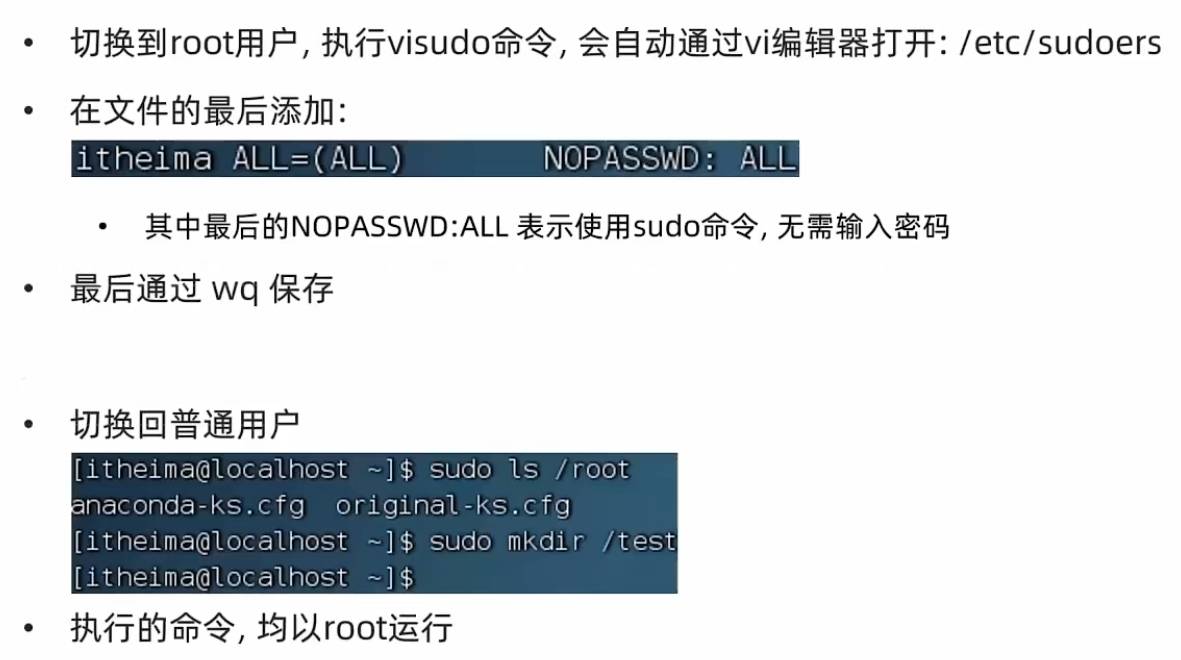 • 切换到root用户, 执行visudo命令, 会自动通过vi编辑器打开: /etc/sudoers
• 在文件的最后添加:
itheima ALL=(ALL)       NOPASSWD: ALL
• 其中最后的NOPASSWD:ALL 表示使用sudo命令, 无需输入密码
• 最后通过 wq 保存
• 切换回普通用户
[itheima@localhost ~]$ sudo ls /root
anaconda-ks.cfg  original-ks.cfg
[itheima@localhost ~]$ sudo mkdir /test
[itheima@localhost ~]$
• 执行的命令, 均以root运行